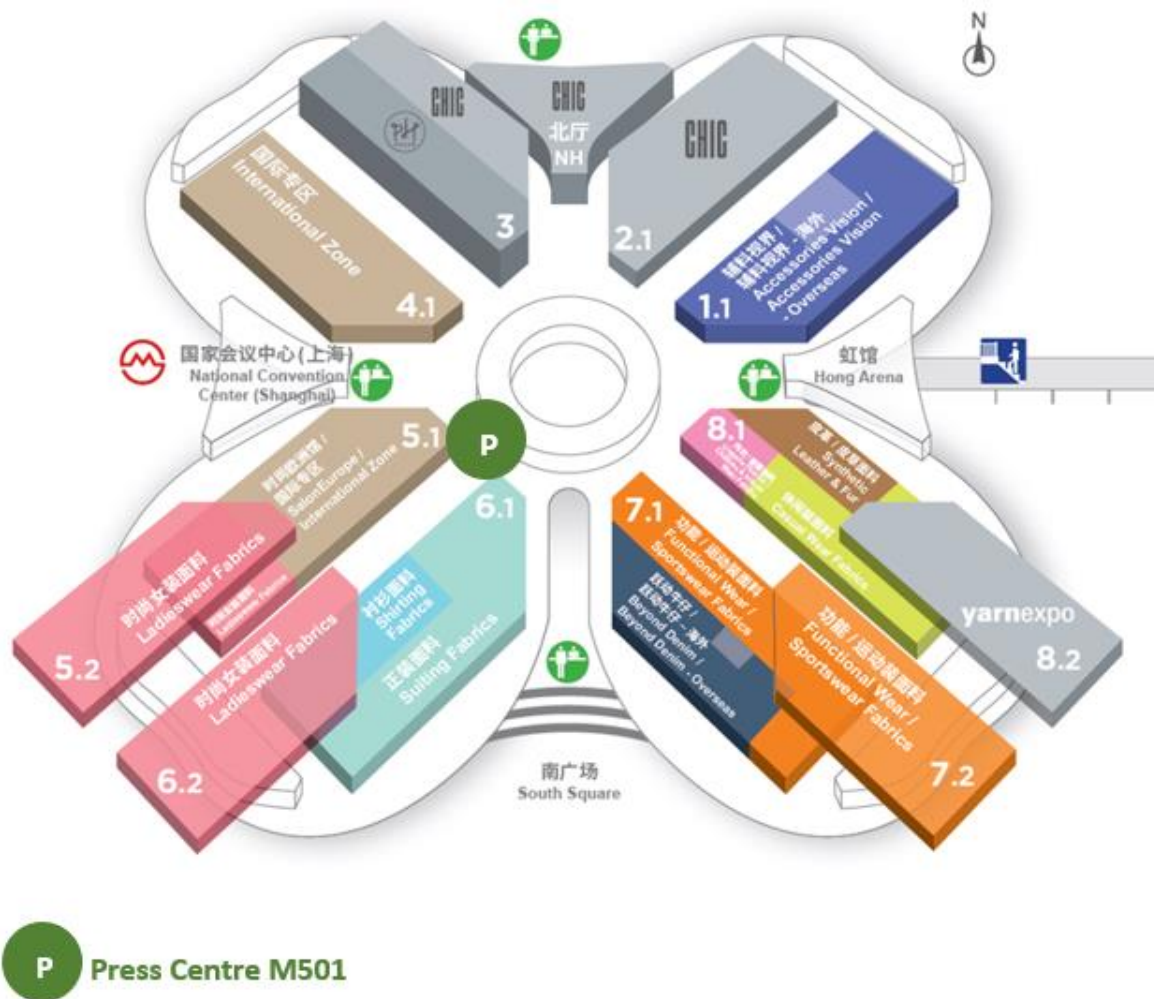 N
CHIC
CHIC
北厅
NH
CHIC
3
2.1
国际专区
International Zone
4.1
辅料视界 /
辅料视界 - 海外
Accessories Vision /
Accessories Vision
- Overseas
1.1
国家会议中心(上海)
National Convention
Center (Shanghai)
虹馆
Hong Arena
5.1
时尚欧洲馆 /
国际专区
SalonEurope /
International Zone
P
8.1
皮革 / 皮草面料
Synthetic
Leather & Fur
休闲装面料
Casual Wear Fabrics
6.1
衬衫面料
Shirting
Fabrics
正装面料
Suiting Fabrics
7.1
功能 / 运动装面料
Functional Wear /
Sportswear Fabrics
跃动牛仔 /
跃动牛仔 - 海外
Beyond Denim /
Beyond Denim - Overseas
时尚女装面料
Ladieswear Fabrics
5.2
时尚女装面料
Ladieswear Fabrics
时尚女装面料
Ladieswear Fabrics
6.2
功能 / 运动装面料
Functional Wear /
Sportswear Fabrics
7.2
yarnexpo
8.2
南广场
South Square
P
Press Centre M501